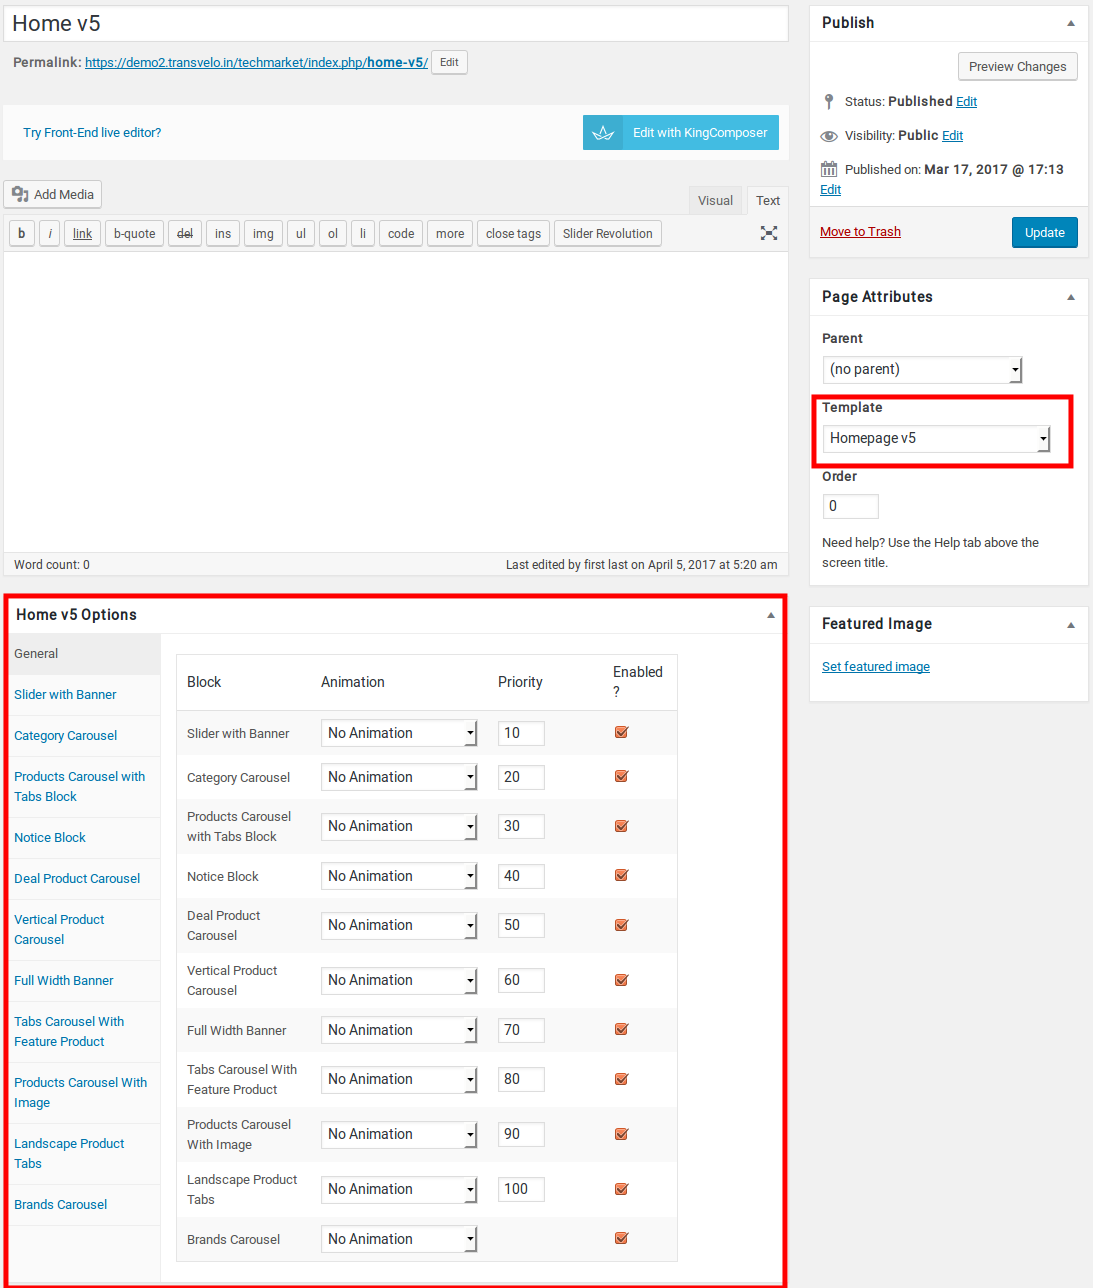 Home v5
Permalink: https://demo2.transvelo.in/techmarket/index.php/home-v5/ Edit
Try Front-End live editor?
Edit with KingComposer
Add Media
Visual Text
b i link b-quote del ins img ul ol li code more close tags Slider Revolution
Word count: 0
Last edited by first last on April 5, 2017 at 5:20 am
Home v5 Options
General
Slider with Banner
Category Carousel
Products Carousel with
Tabs Block
Notice Block
Deal Product Carousel
Vertical Product
Carousel
Full Width Banner
Tabs Carousel With
Feature Product
Products Carousel With
Image
Landscape Product
Tabs
Brands Carousel
Block Animation Priority Enabled
?
Slider with Banner No Animation 10
Category Carousel No Animation 20
Products Carousel
with Tabs Block No Animation 30
Notice Block No Animation 40
Deal Product
Carousel No Animation 50
Vertical Product
Carousel No Animation 60
Full Width Banner No Animation 70
Tabs Carousel With
Feature Product No Animation 80
Products Carousel
With Image No Animation 90
Landscape Product
Tabs No Animation 100
Brands Carousel No Animation
Publish
Preview Changes
Status: Published Edit
Visibility: Public Edit
Published on: Mar 17, 2017 @ 17:13
Edit
Move to Trash
Update
Page Attributes
Parent
(no parent)
Template
Homepage v5
Order
0
Need help? Use the Help tab above the
screen title.
Featured Image
Set featured image